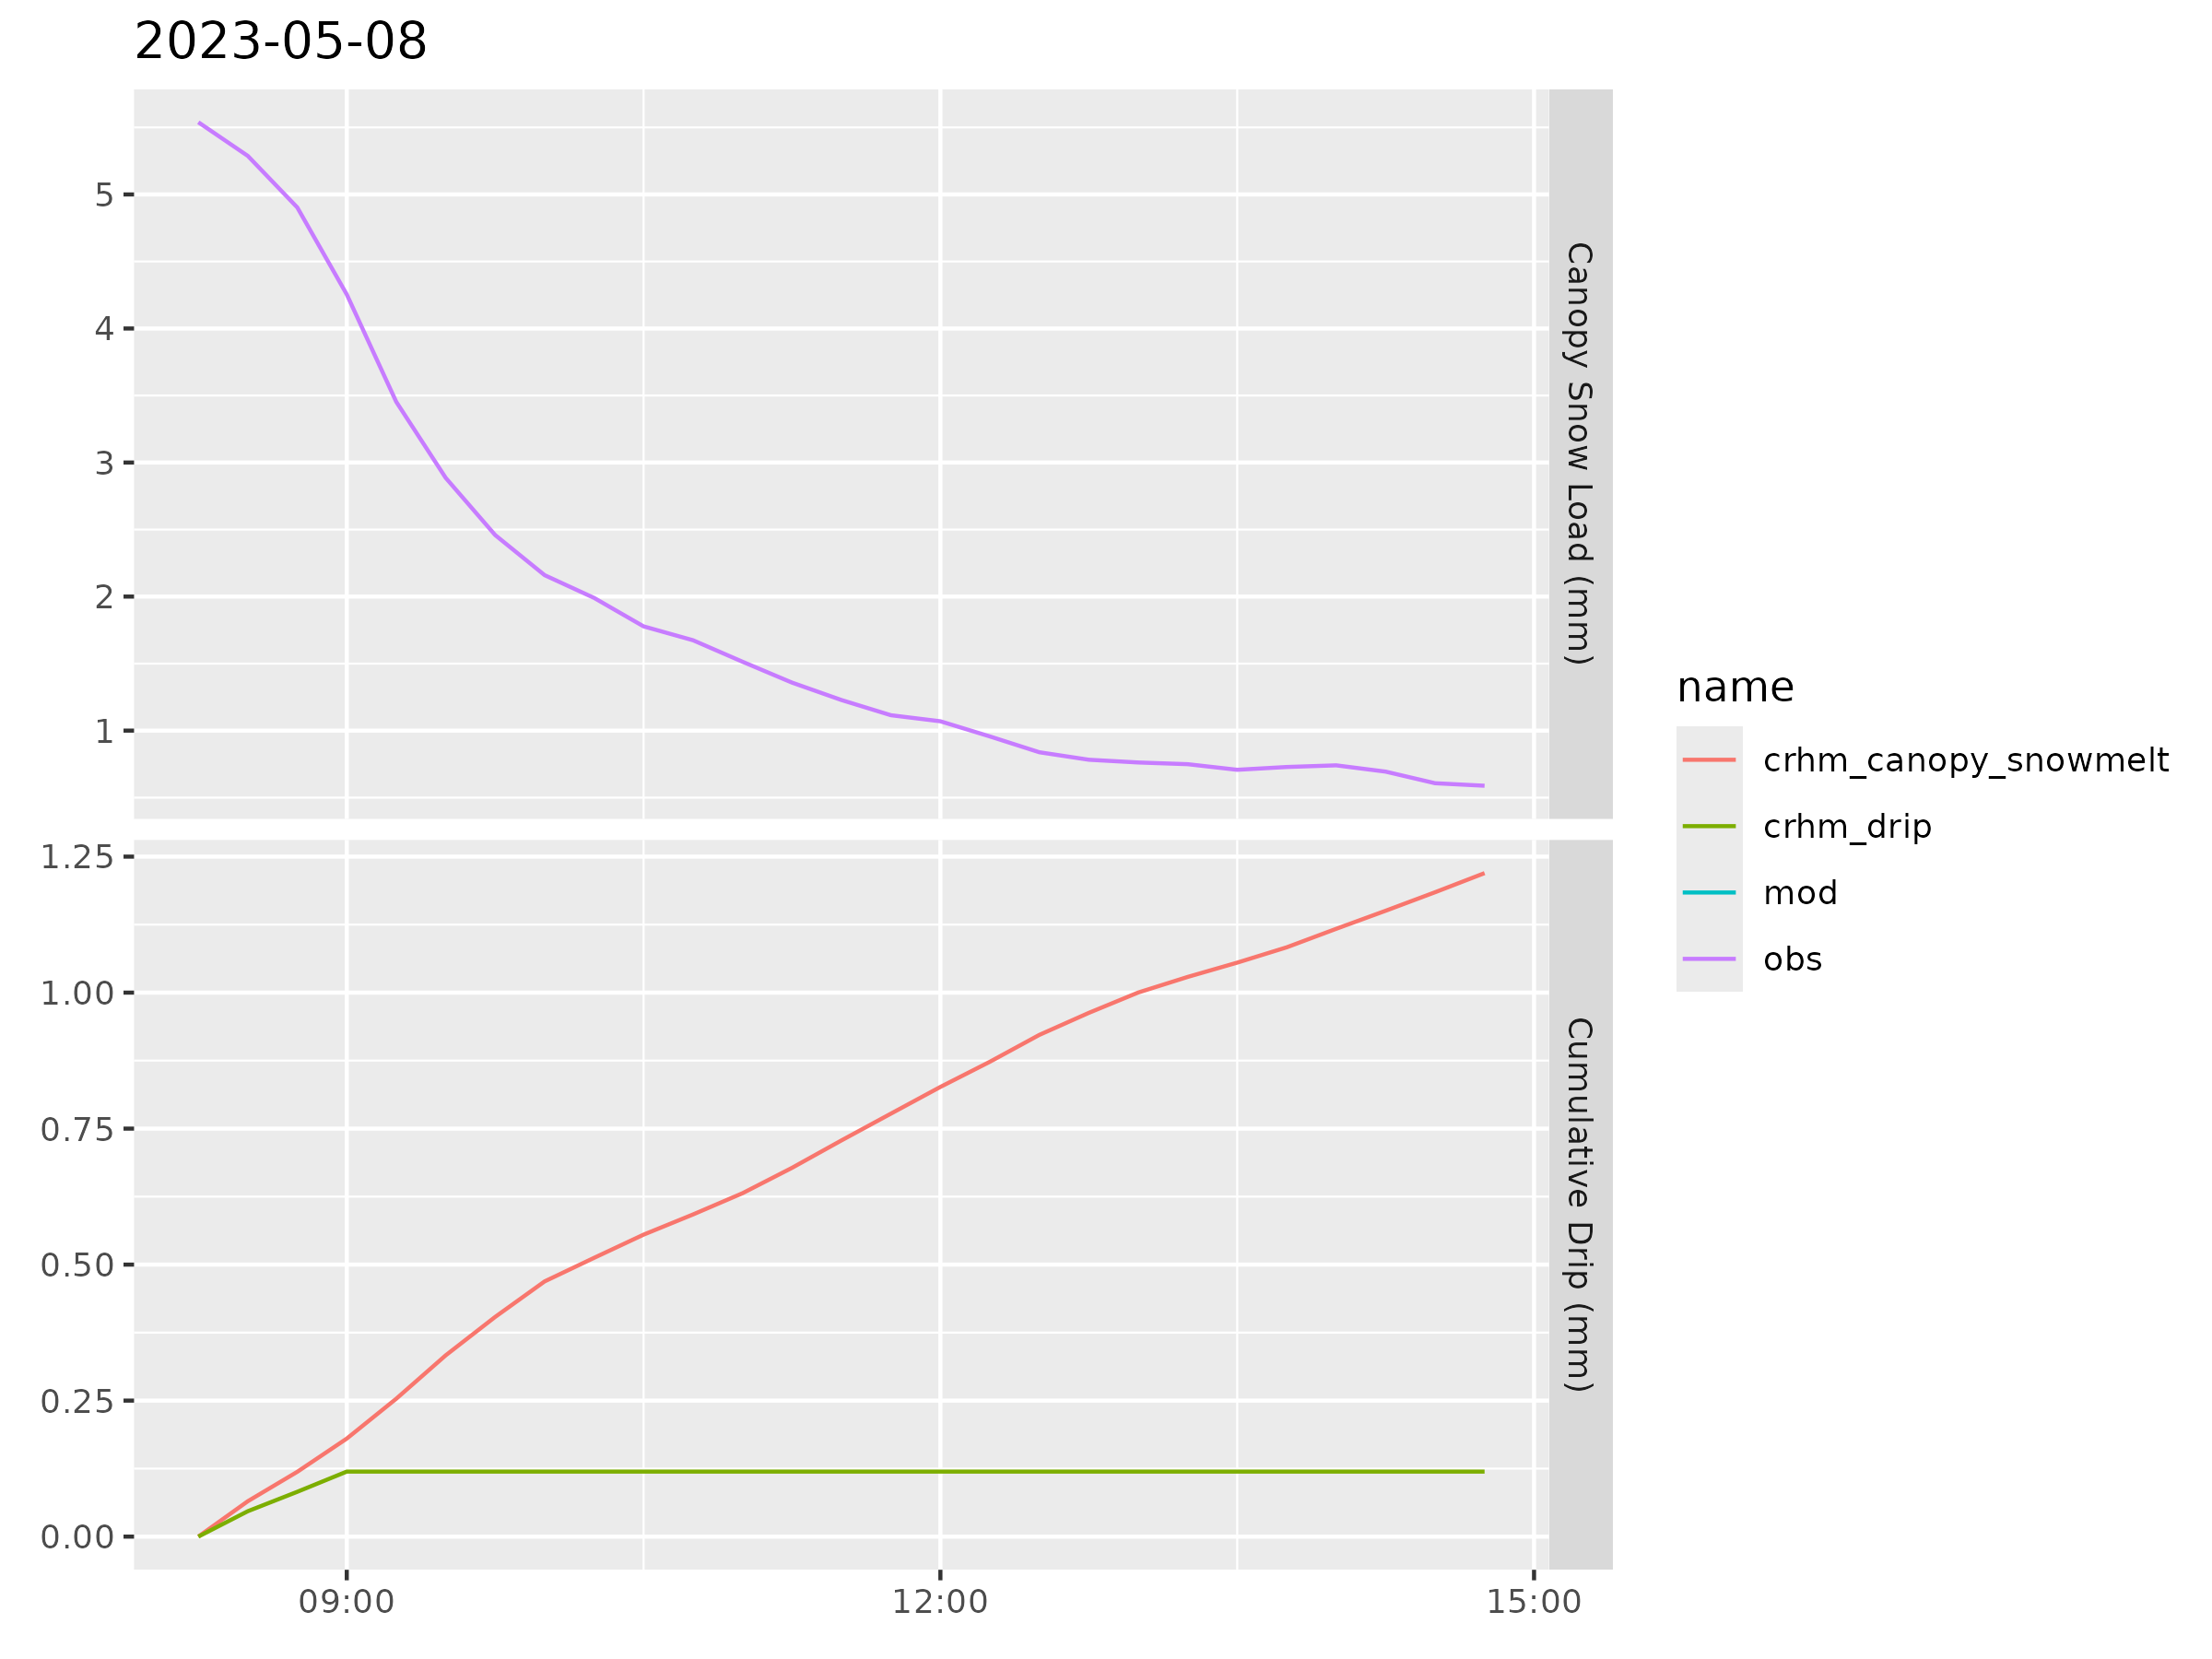 2023-05-08
5
4
3
2
1
Canopy Snow Load (mm)
1.25
1.00
0.75
0.50
0.25
0.00
Cumulative Drip (mm)
09:00 12:00 15:00
name
crhm_canopy_snowmelt
crhm_drip
mod
obs